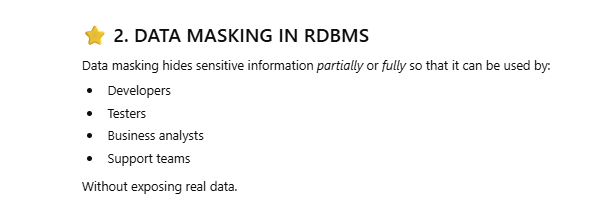 ⭐ 2. DATA MASKING IN RDBMS
Data masking hides sensitive information partially or fully so that it can be used by:
• Developers
• Testers
• Business analysts
• Support teams
Without exposing real data.